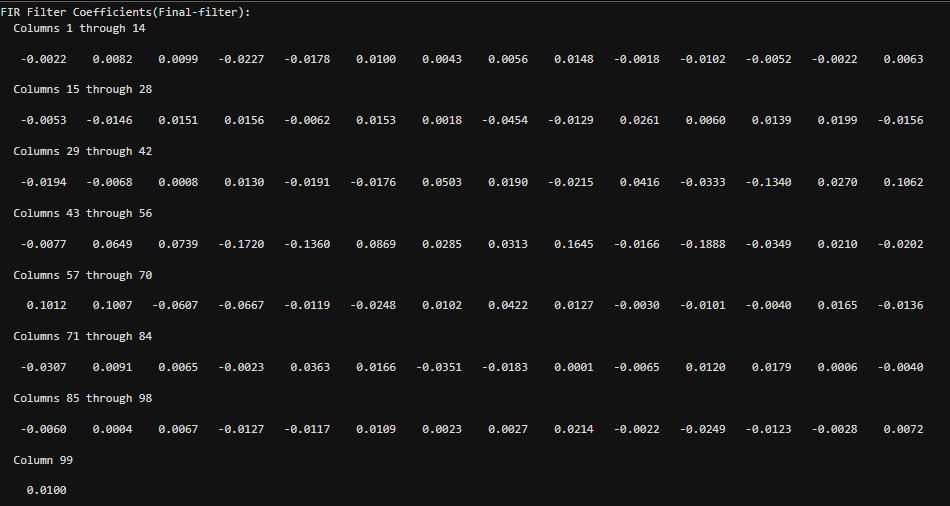 FIR Filter Coefficients(Final-filter):
Columns 1 through 14
-0.0022 0.0082 0.0099 -0.0227 -0.0178 0.0100 0.0043 0.0056 0.0148 -0.0018 -0.0102 -0.0052 -0.0022 0.0063
Columns 15 through 28
-0.0053 -0.0146 0.0151 0.0156 -0.0062 0.0153 0.0018 -0.0454 -0.0129 0.0261 0.0060 0.0139 0.0199 -0.0156
Columns 29 through 42
-0.0194 -0.0068 0.0008 0.0130 -0.0191 -0.0176 0.0503 0.0190 -0.0215 0.0416 -0.0333 -0.1340 0.0270 0.1062
Columns 43 through 56
-0.0077 0.0649 0.0739 -0.1720 -0.1360 0.0869 0.0285 0.0313 0.1645 -0.0166 -0.1888 -0.0349 0.0210 -0.0202
Columns 57 through 70
0.1012 0.1007 -0.0607 -0.0667 -0.0119 -0.0248 0.0102 0.0422 0.0127 -0.0030 -0.0101 -0.0040 0.0165 -0.0136
Columns 71 through 84
-0.0307 0.0091 0.0065 -0.0023 0.0363 0.0166 -0.0351 -0.0183 0.0001 -0.0065 0.0120 0.0179 0.0006 -0.0040
Columns 85 through 98
-0.0060 0.0004 0.0067 -0.0127 -0.0117 0.0109 0.0023 0.0027 0.0214 -0.0022 -0.0249 -0.0123 -0.0028 0.0072
Column 99
0.0100